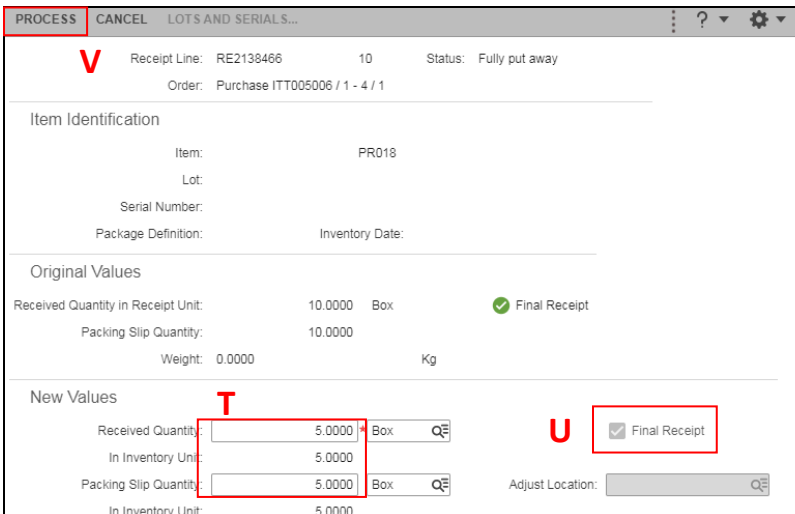 PROCESS CANCEL LOTS AND SERIALS... ?
V
Receipt Line: RE2138466 10 Status: Fully put away
Order: Purchase ITT005006 / 1 - 4 / 1
Item Identification
Item: PR018
Lot:
Serial Number:
Package Definition: Inventory Date:
Original Values
Received Quantity in Receipt Unit: 10.0000 Box Final Receipt
Packing Slip Quantity: 10.0000
Weight: 0.0000 Kg
New Values
T
Received Quantity: 5.0000 * Box U Final Receipt
In Inventory Unit: 5.0000
Packing Slip Quantity: 5.0000 Box Adjust Location:
In Inventory Unit: 5.0000